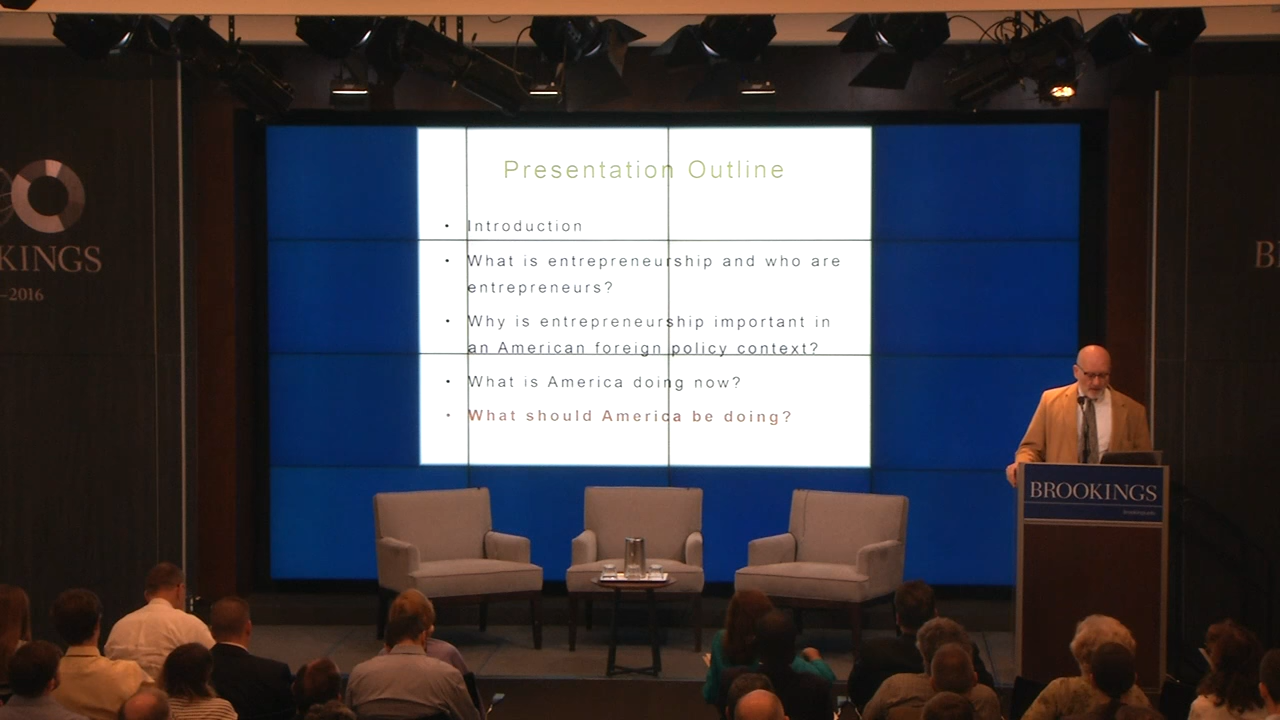 Presentation Outline
• Introduction
• What is entrepreneurship and who are
entrepreneurs?
• Why is entrepreneurship important in
an American foreign policy context?
• What is America doing now?
• What should America be doing?
KINGS
–2016
B
BROOKINGS